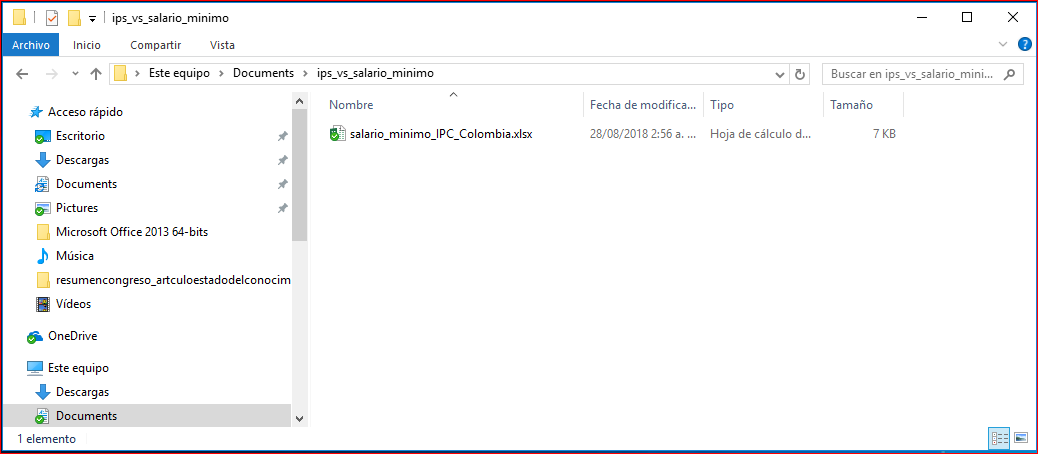 ips_vs_salario_minimo
Archivo Inicio Compartir Vista
Este equipo Documents ips_vs_salario_minimo
Buscar en ips_vs_salario_mini...
Acceso rápido
Escritorio
Descargas
Documents
Pictures
Microsoft Office 2013 64-bits
Música
resumencongreso_artculoestadodelconocim
Vídeos
OneDrive
Este equipo
Descargas
Documents
Nombre Fecha de modifica... Tipo Tamaño
salario_minimo_IPC_Colombia.xlsx 28/08/2018 2:56 a. ... Hoja de cálculo d... 7 KB
1 elemento